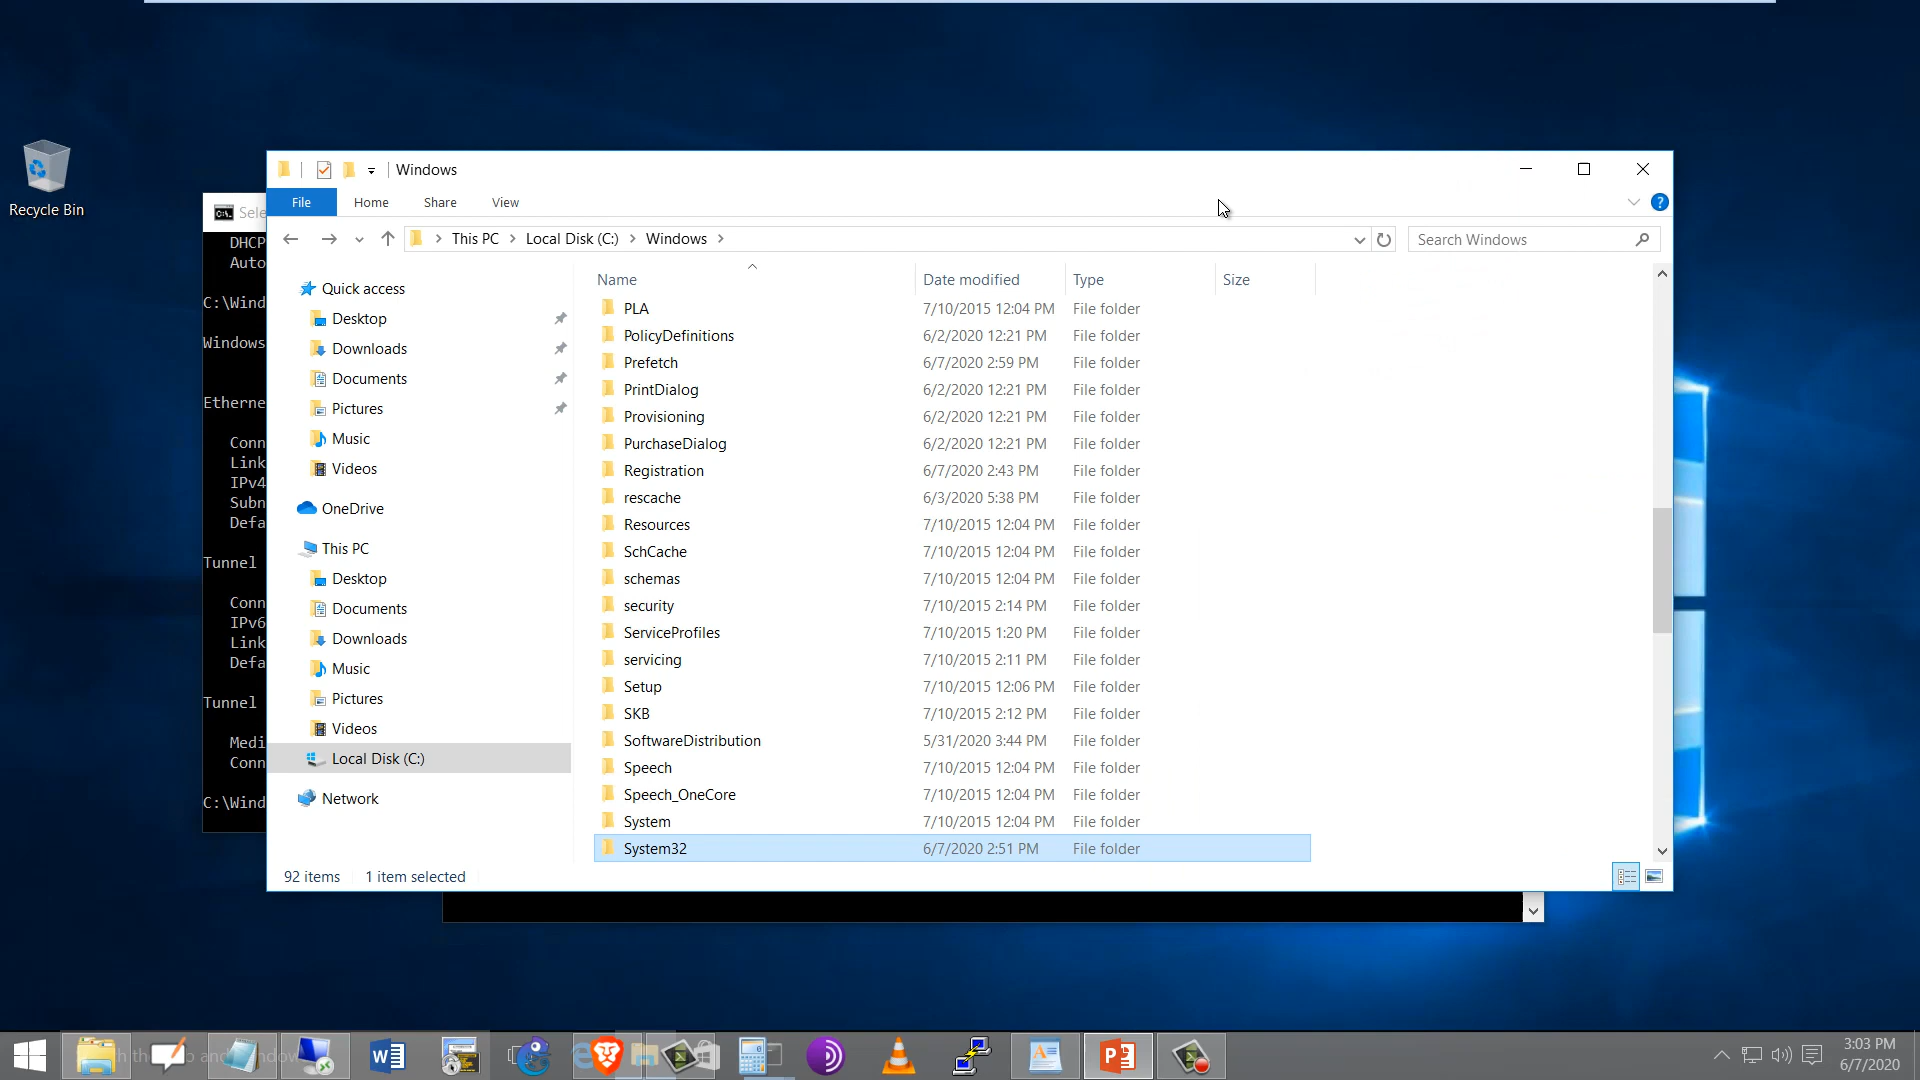 Recycle Bin
Sele
DHCP
Auto
C:\Wind
Windows
Etherne
Conn
Link
IPv4
Subn
Defa
Tunnel
Conn
IPv6
Link
Defa
Tunnel
Medi
Conn
C:\Wind
Windows
File Home Share View
This PC Local Disk (C:) Windows
Search Windows
Quick access
Desktop
Downloads
Documents
Pictures
Music
Videos
OneDrive
This PC
Desktop
Documents
Downloads
Music
Pictures
Videos
Local Disk (C:)
Network
Name Date modified Type Size
PLA 7/10/2015 12:04 PM File folder
PolicyDefinitions 6/2/2020 12:21 PM File folder
Prefetch 6/7/2020 2:59 PM File folder
PrintDialog 6/2/2020 12:21 PM File folder
Provisioning 6/2/2020 12:21 PM File folder
PurchaseDialog 6/2/2020 12:21 PM File folder
Registration 6/7/2020 2:43 PM File folder
rescache 6/3/2020 5:38 PM File folder
Resources 7/10/2015 12:04 PM File folder
SchCache 7/10/2015 12:04 PM File folder
schemas 7/10/2015 12:04 PM File folder
security 7/10/2015 2:14 PM File folder
ServiceProfiles 7/10/2015 1:20 PM File folder
servicing 7/10/2015 2:11 PM File folder
Setup 7/10/2015 12:06 PM File folder
SKB 7/10/2015 2:12 PM File folder
SoftwareDistribution 5/31/2020 3:44 PM File folder
Speech 7/10/2015 12:04 PM File folder
Speech_OneCore 7/10/2015 12:04 PM File folder
System 7/10/2015 12:04 PM File folder
System32 6/7/2020 2:51 PM File folder
92 items 1 item selected
3:03 PM
6/7/2020